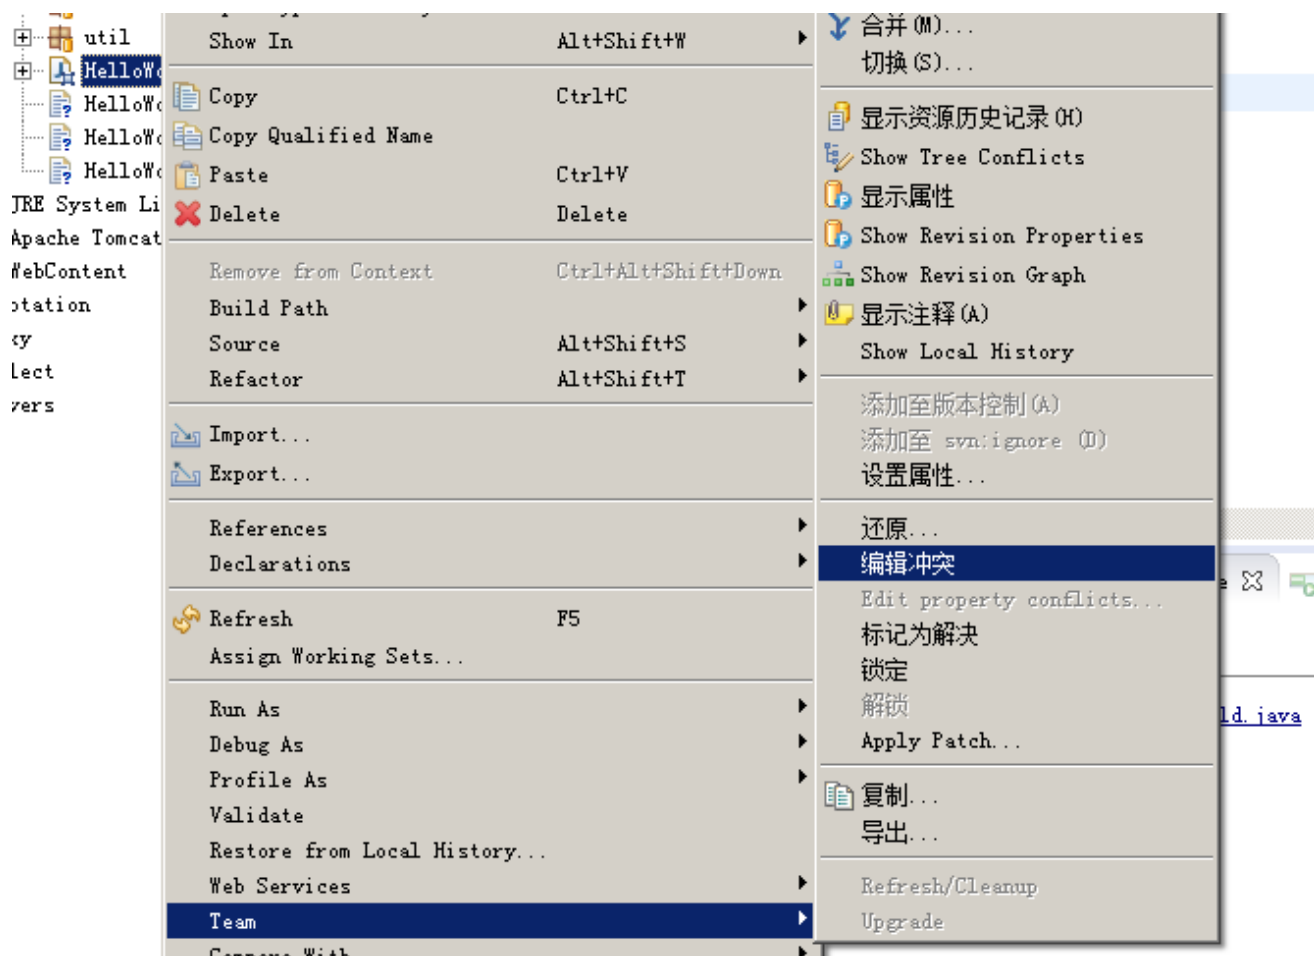 util
HelloWo
HelloWo
HelloWo
HelloWo
JRE System Li
Apache Tomcat
WebContent
otation
xy
lect
vers
Show In Alt+Shift+W
Copy Ctrl+C
Copy Qualified Name
Paste Ctrl+V
Delete Delete
Remove from Context Ctrl+Alt+Shift+Down
Build Path
Source Alt+Shift+S
Refactor Alt+Shift+T
Import...
Export...
References
Declarations
Refresh F5
Assign Working Sets...
Run As
Debug As
Profile As
Validate
Restore from Local History...
Web Services
Team
Compare With
合并(M)...
切换(S)...
显示资源历史记录(H)
Show Tree Conflicts
显示属性
Show Revision Properties
Show Revision Graph
显示注释(A)
Show Local History
添加至版本控制(A)
添加至 svn:ignore (D)
设置属性...
还原...
编辑冲突
Edit property conflicts...
标记为解决
锁定
解锁
Apply Patch...
复制...
导出...
Refresh/Cleanup
Upgrade
ld.java